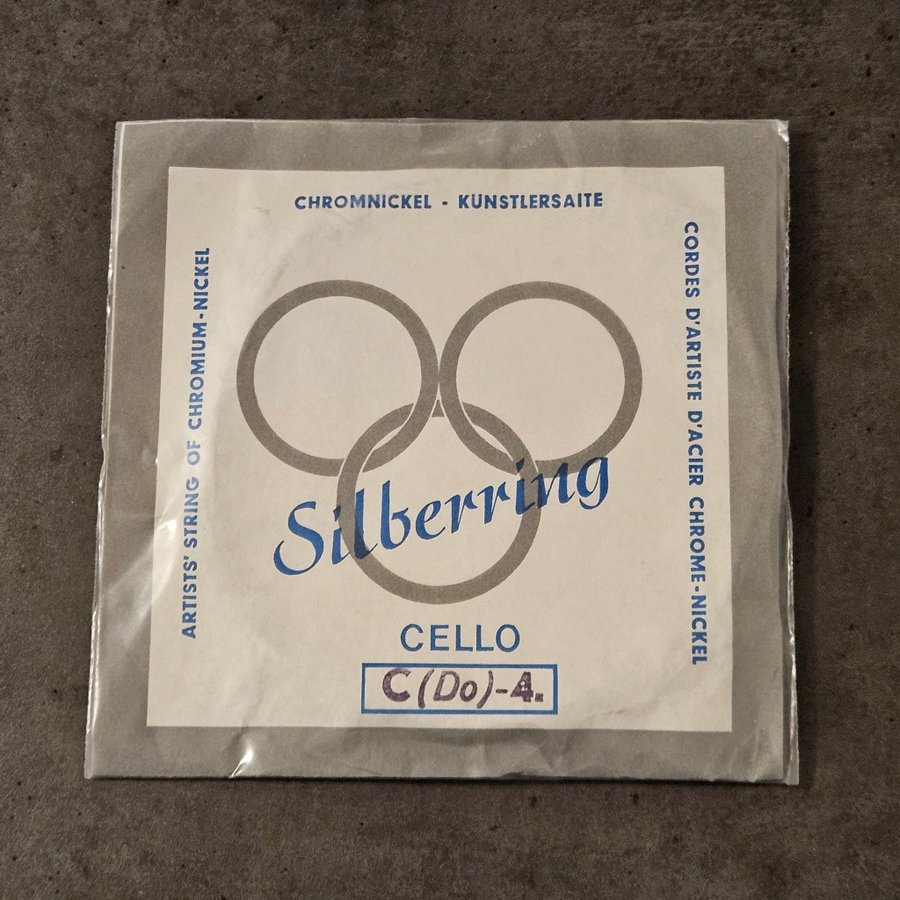 CHROMNICKEL - KÜNSTLERSAITE
ARTISTS' STRING OF CHROMIUM-NICKEL
CORDES D'ARTISTE D'ACIER CHROME-NICKEL
Silberring
CELLO
C (Do)-4.